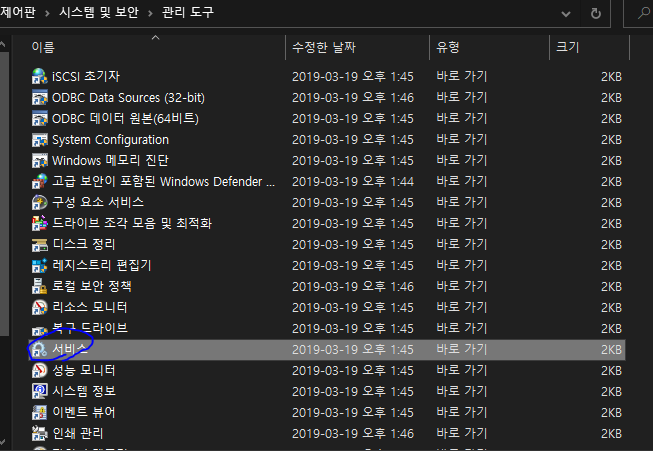 제어판 > 시스템 및 보안 > 관리 도구
이름 수정한 날짜 유형 크기
iSCSI 초기자 2019-03-19 오후 1:45 바로 가기 2KB
ODBC Data Sources (32-bit) 2019-03-19 오후 1:46 바로 가기 2KB
ODBC 데이터 원본(64비트) 2019-03-19 오후 1:45 바로 가기 2KB
System Configuration 2019-03-19 오후 1:45 바로 가기 2KB
Windows 메모리 진단 2019-03-19 오후 1:45 바로 가기 2KB
고급 보안이 포함된 Windows Defender ... 2019-03-19 오후 1:44 바로 가기 2KB
구성 요소 서비스 2019-03-19 오후 1:45 바로 가기 2KB
드라이브 조각 모음 및 최적화 2019-03-19 오후 1:45 바로 가기 2KB
디스크 정리 2019-03-19 오후 1:45 바로 가기 2KB
레지스트리 편집기 2019-03-19 오후 1:45 바로 가기 2KB
로컬 보안 정책 2019-03-19 오후 1:46 바로 가기 2KB
리소스 모니터 2019-03-19 오후 1:45 바로 가기 2KB
복구 드라이브 2019-03-19 오후 1:45 바로 가기 2KB
서비스 2019-03-19 오후 1:45 바로 가기 2KB
성능 모니터 2019-03-19 오후 1:45 바로 가기 2KB
시스템 정보 2019-03-19 오후 1:45 바로 가기 2KB
이벤트 뷰어 2019-03-19 오후 1:45 바로 가기 2KB
인쇄 관리 2019-03-19 오후 1:46 바로 가기 2KB